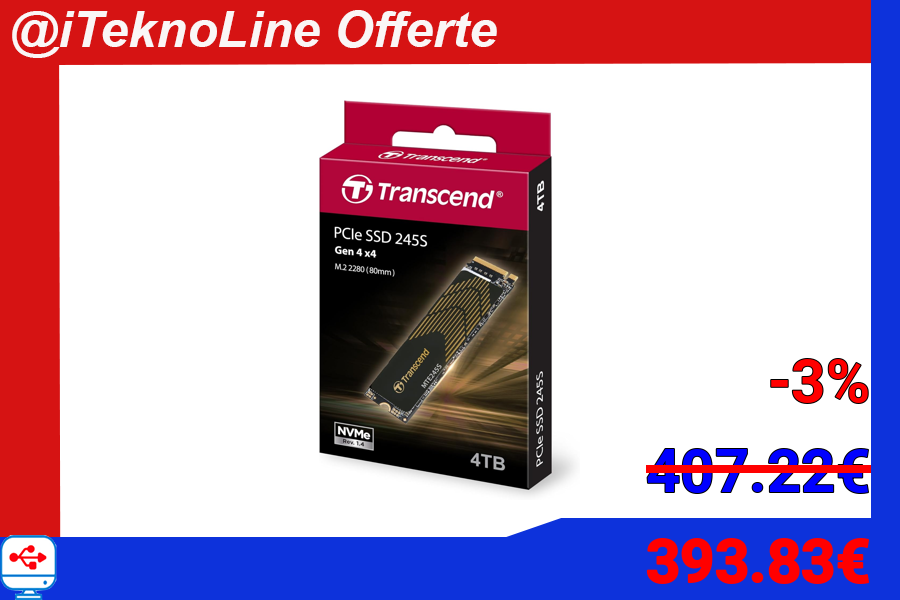 @iTeknoLine Offerte
Transcend
Transcend®
4TB
PCIe SSD 245S
Gen 4 x4
M.2 2280 (80mm)
Transcend
MTE245S
NVMe
Rev. 1.4
4TB
PCIe SSD 245S
-3%
407.22€
393.83€